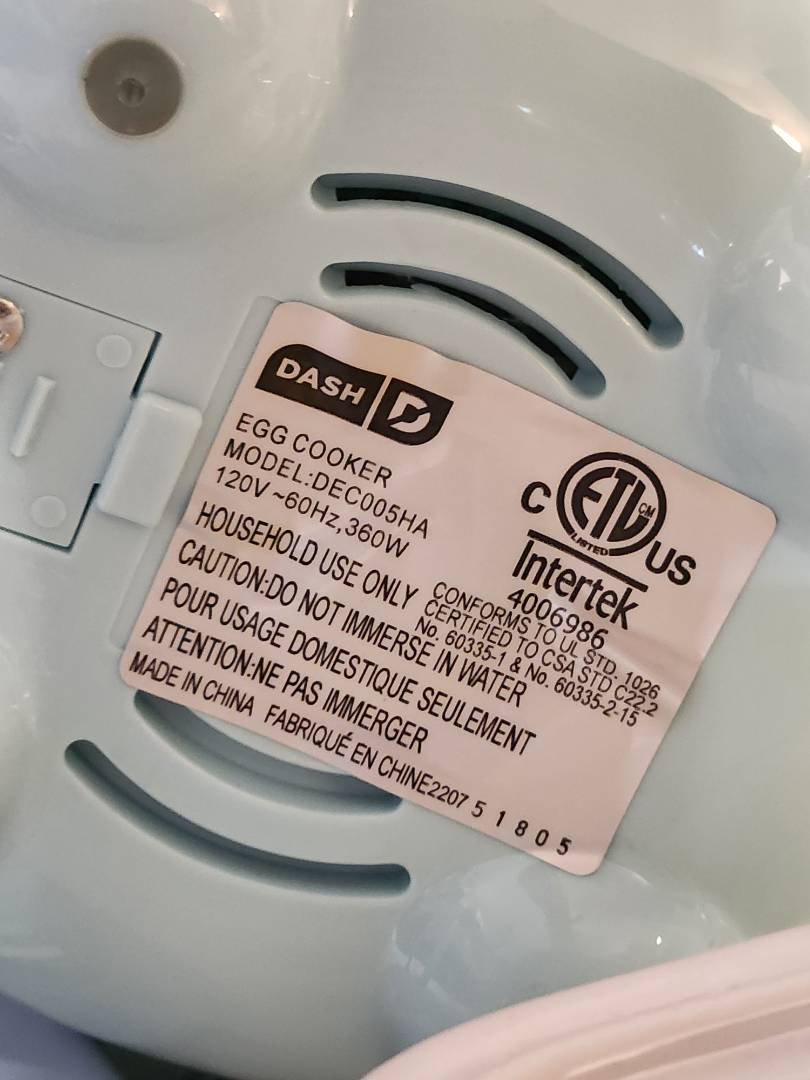 DASH D
EGG COOKER
MODEL:DEC005HA
120V ~60Hz,360W
HOUSEHOLD USE ONLY
CAUTION:DO NOT IMMERSE IN WATER
POUR USAGE DOMESTIQUE SEULEMENT
ATTENTION:NE PAS IMMERGER
MADE IN CHINA FABRIQUÉ EN CHINE2207 5 1 8 0 5
C ETL CM US
LISTED
Intertek
4006986
CONFORMS TO UL STD. 1026
CERTIFIED TO CSA STD C22.2
No. 60335-1 & No. 60335-2-15